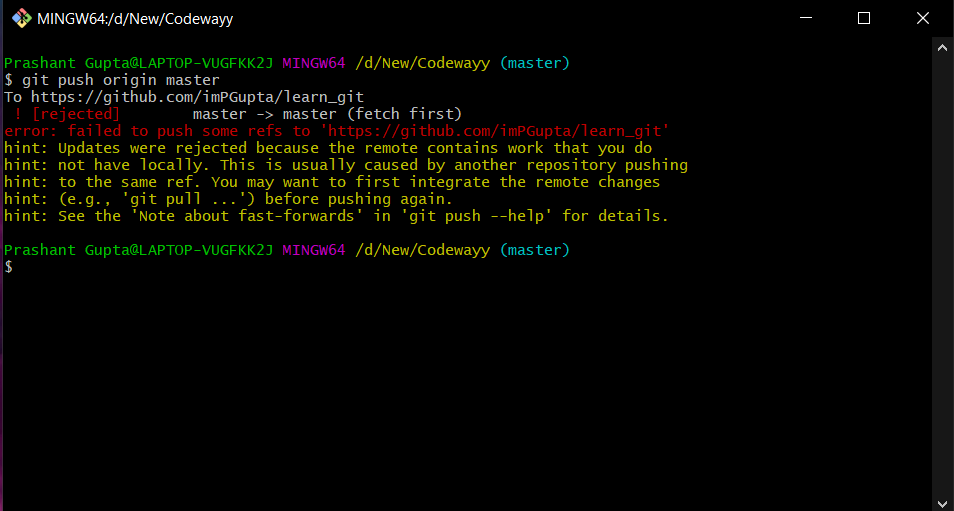 MINGW64:/d/New/Codewayy
Prashant Gupta@LAPTOP-VUGFKK2J MINGW64 /d/New/Codewayy (master)
$ git push origin master
To https://github.com/imPGupta/learn_git
 ! [rejected]        master -> master (fetch first)
error: failed to push some refs to 'https://github.com/imPGupta/learn_git'
hint: Updates were rejected because the remote contains work that you do
hint: not have locally. This is usually caused by another repository pushing
hint: to the same ref. You may want to first integrate the remote changes
hint: (e.g., 'git pull ...') before pushing again.
hint: See the 'Note about fast-forwards' in 'git push --help' for details.
Prashant Gupta@LAPTOP-VUGFKK2J MINGW64 /d/New/Codewayy (master)
$